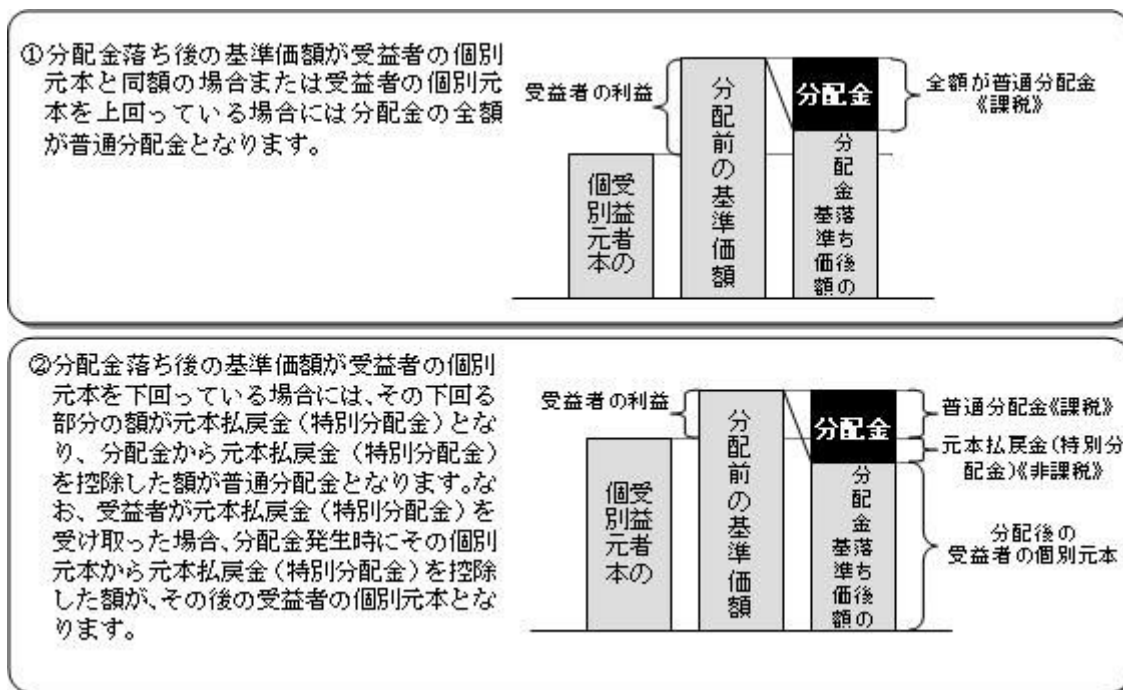 ①分配金落ち後の基準価額が受益者の個別
元本と同額の場合または受益者の個別元
本を上回っている場合には分配金の全額
が普通分配金となります。
受益者の利益
受益者の
個別元本
分配前の基準価額
分配金
分配金落ち後の
基準価額
全額が普通分配金
《課税》
②分配金落ち後の基準価額が受益者の個別
元本を下回っている場合には、その下回る
部分の額が元本払戻金(特別分配金)とな
り、分配金から元本払戻金(特別分配金)
を控除した額が普通分配金となります。な
お、受益者が元本払戻金(特別分配金)を
受け取った場合、分配金発生時にその個別
元本から元本払戻金(特別分配金)を控除
した額が、その後の受益者の個別元本とな
ります。
受益者の利益
受益者の
個別元本
分配前の基準価額
分配金
分配金落ち後の
基準価額
普通分配金《課税》
元本払戻金(特別分
配金)《非課税》
分配後の
受益者の個別元本